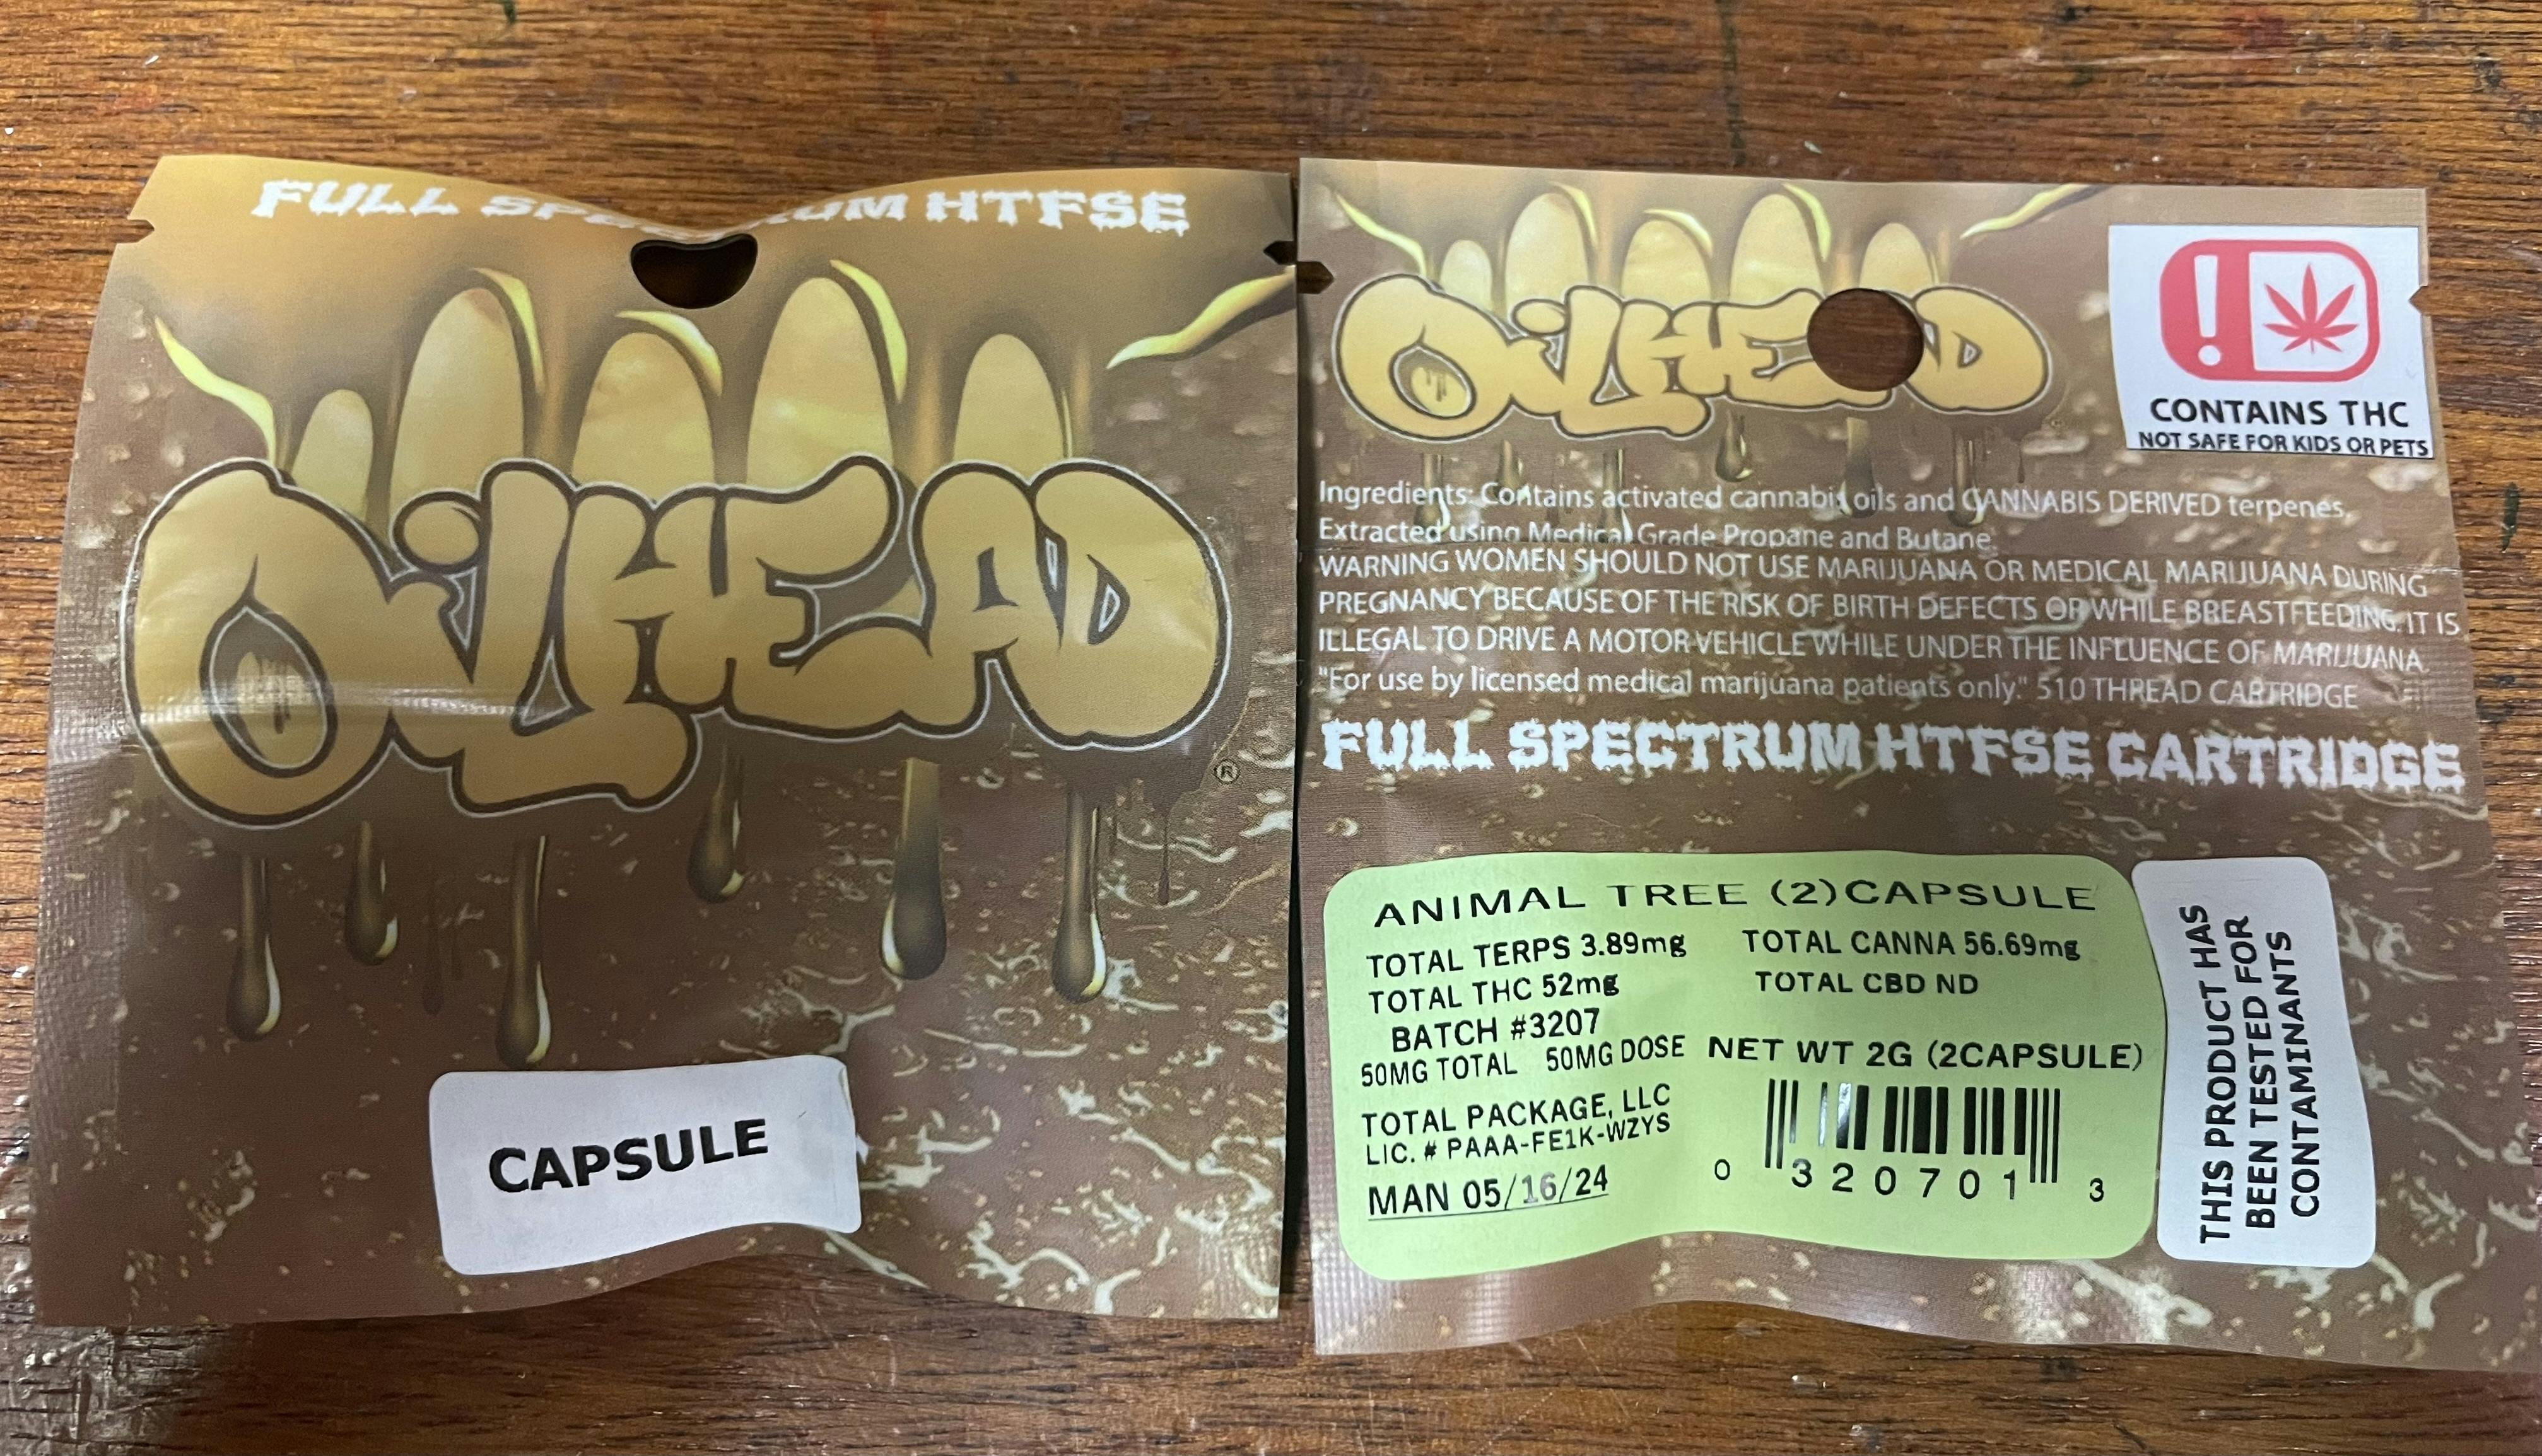 FULL SPECTRUM HTFSE
OILHEAD
®
CAPSULE
OILHEAD
!
CONTAINS THC
NOT SAFE FOR KIDS OR PETS
Ingredients: Contains activated cannabis oils and CANNABIS DERIVED terpenes.
Extracted using Medical Grade Propane and Butane.
WARNING WOMEN SHOULD NOT USE MARIJUANA OR MEDICAL MARIJUANA DURING
PREGNANCY BECAUSE OF THE RISK OF BIRTH DEFECTS OR WHILE BREASTFEEDING. IT IS
ILLEGAL TO DRIVE A MOTOR VEHICLE WHILE UNDER THE INFLUENCE OF MARIJUANA.
"For use by licensed medical marijuana patients only." 510 THREAD CARTRIDGE
FULL SPECTRUM HTFSE CARTRIDGE
ANIMAL TREE (2)CAPSULE
TOTAL TERPS 3.89mg TOTAL CANNA 56.69mg
TOTAL THC 52mg TOTAL CBD ND
BATCH #3207
50MG TOTAL 50MG DOSE NET WT 2G (2CAPSULE)
TOTAL PACKAGE, LLC
LIC. # PAAA-FE1K-WZYS
MAN 05/16/24
0 320701 3
THIS PRODUCT HAS
BEEN TESTED FOR
CONTAMINANTS